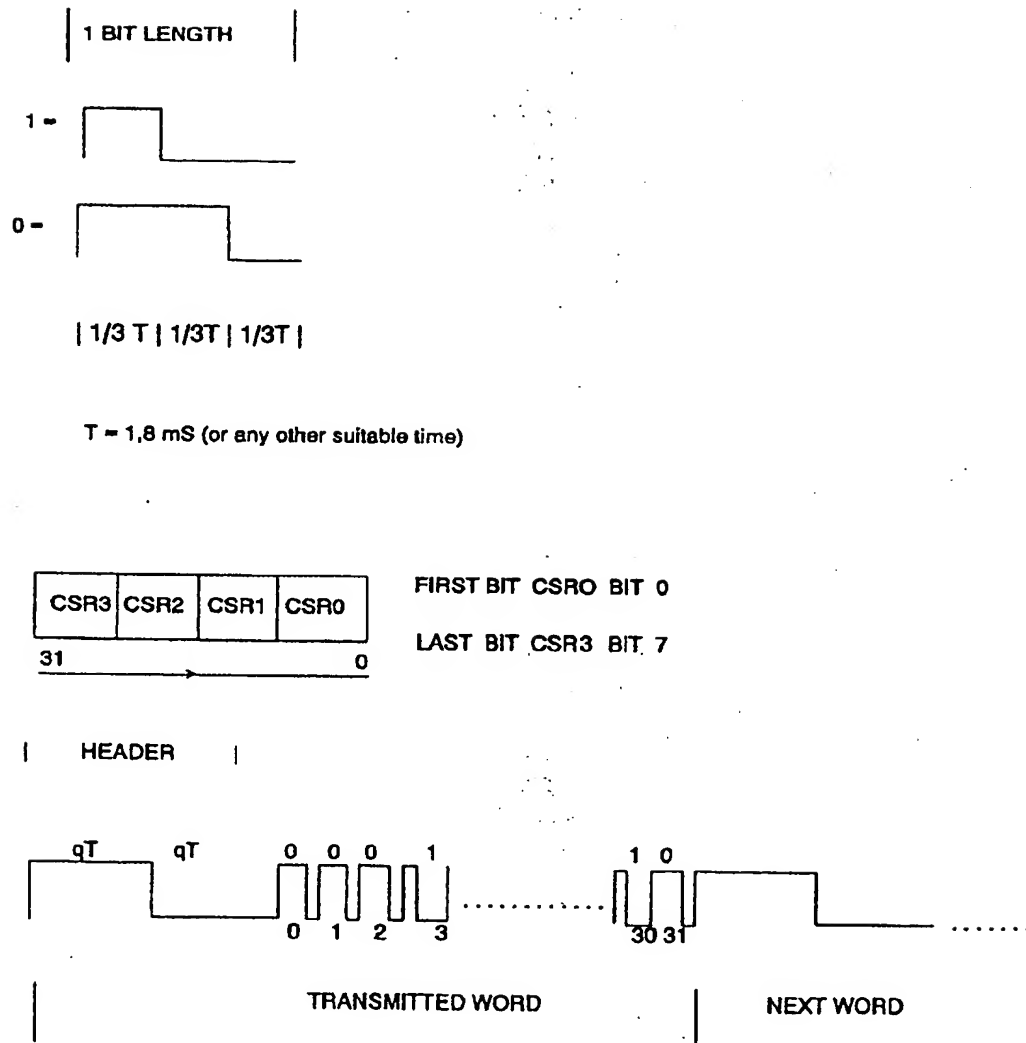 1 BIT LENGTH
1 =
0 =
| 1/3 T | 1/3T | 1/3T |
T = 1,8 mS (or any other suitable time)
CSR3 CSR2 CSR1 CSR0
FIRST BIT CSRO BIT 0
LAST BIT CSR3 BIT 7
31 0
| HEADER |
qT qT 0 0 0 1 1 0
0 1 2 3 30 31
TRANSMITTED WORD NEXT WORD